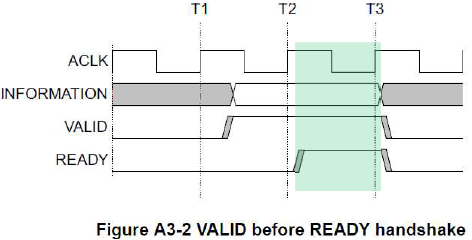 T1 T2 T3
ACLK
INFORMATION
VALID
READY
Figure A3-2 VALID before READY handshake